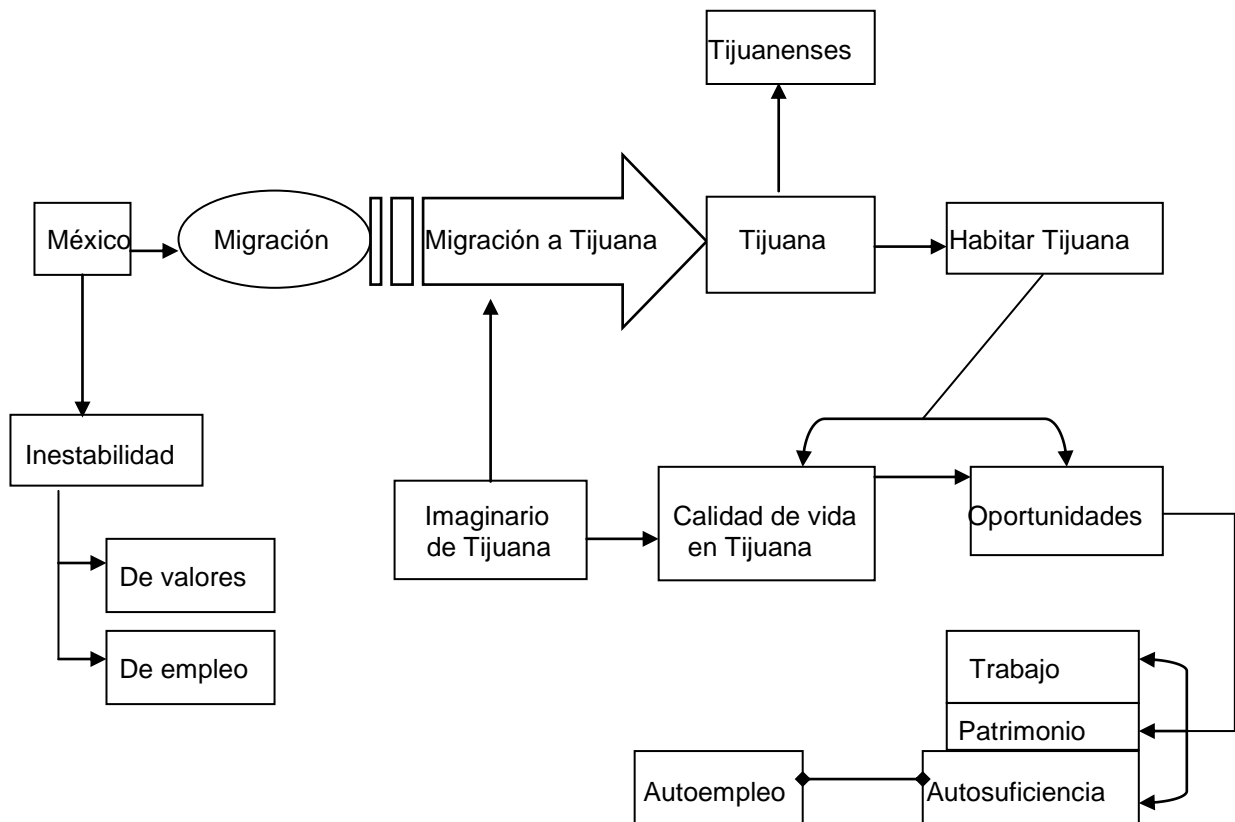 Tijuanenses
México
Migración
Migración a Tijuana
Tijuana
Habitar Tijuana
Inestabilidad
Imaginario
de Tijuana
Calidad de vida
en Tijuana
Oportunidades
De valores
De empleo
Trabajo
Patrimonio
Autoempleo
Autosuficiencia